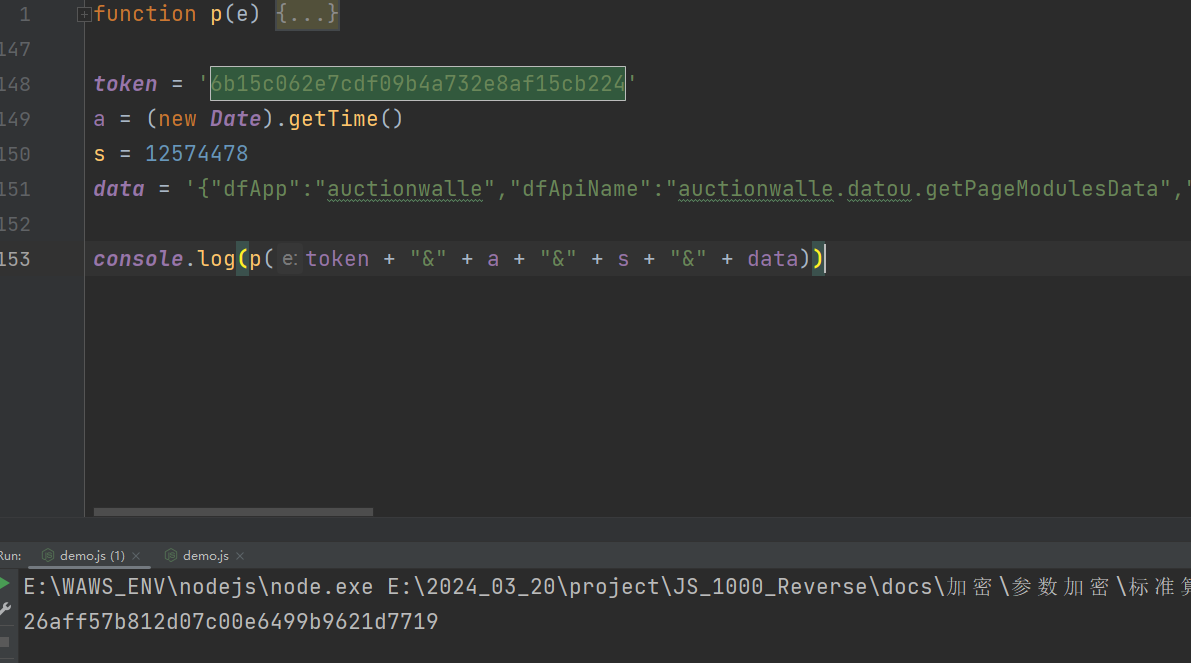 1 function p(e) {...}
147
148 token = '6b15c062e7cdf09b4a732e8af15cb224'
149 a = (new Date).getTime()
150 s = 12574478
151 data = '{"dfApp":"auctionwalle","dfApiName":"auctionwalle.datou.getPageModulesData","
152
153 console.log(p( e: token + "&" + a + "&" + s + "&" + data))
Run: demo.js (1) × demo.js ×
E:\WAWS_ENV\nodejs\node.exe E:\2024_03_20\project\JS_1000_Reverse\docs\加密\参数加密\标准算
26aff57b812d07c00e6499b9621d7719